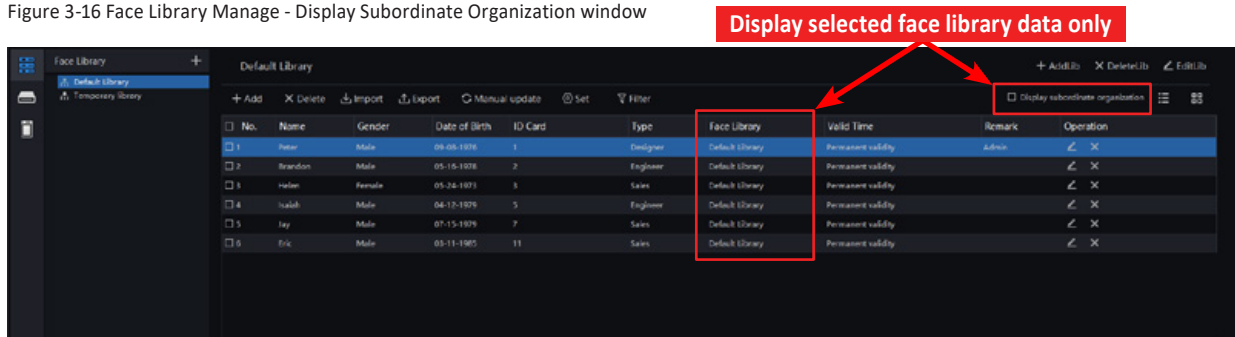 Figure 3-16 Face Library Manage - Display Subordinate Organization window
Display selected face library data only
Face Library +
Default Library
Temporary library
Default Library
+ AddLib × DeleteLib EditLib
+ Add × Delete Import Export Manual update Set Filter
Display subordinate organization
No. Name Gender Date of Birth ID Card Type Face Library Valid Time Remark Operation
1 Peter Male 09-08-1976 1 Designer Default Library Permanent validity Admin
2 Brandon Male 05-16-1978 2 Engineer Default Library Permanent validity
3 Helen Female 05-24-1973 3 Sales Default Library Permanent validity
4 Isaiah Male 04-12-1979 5 Engineer Default Library Permanent validity
5 Jay Male 07-15-1979 7 Sales Default Library Permanent validity
6 Eric Male 03-11-1985 11 Sales Default Library Permanent validity